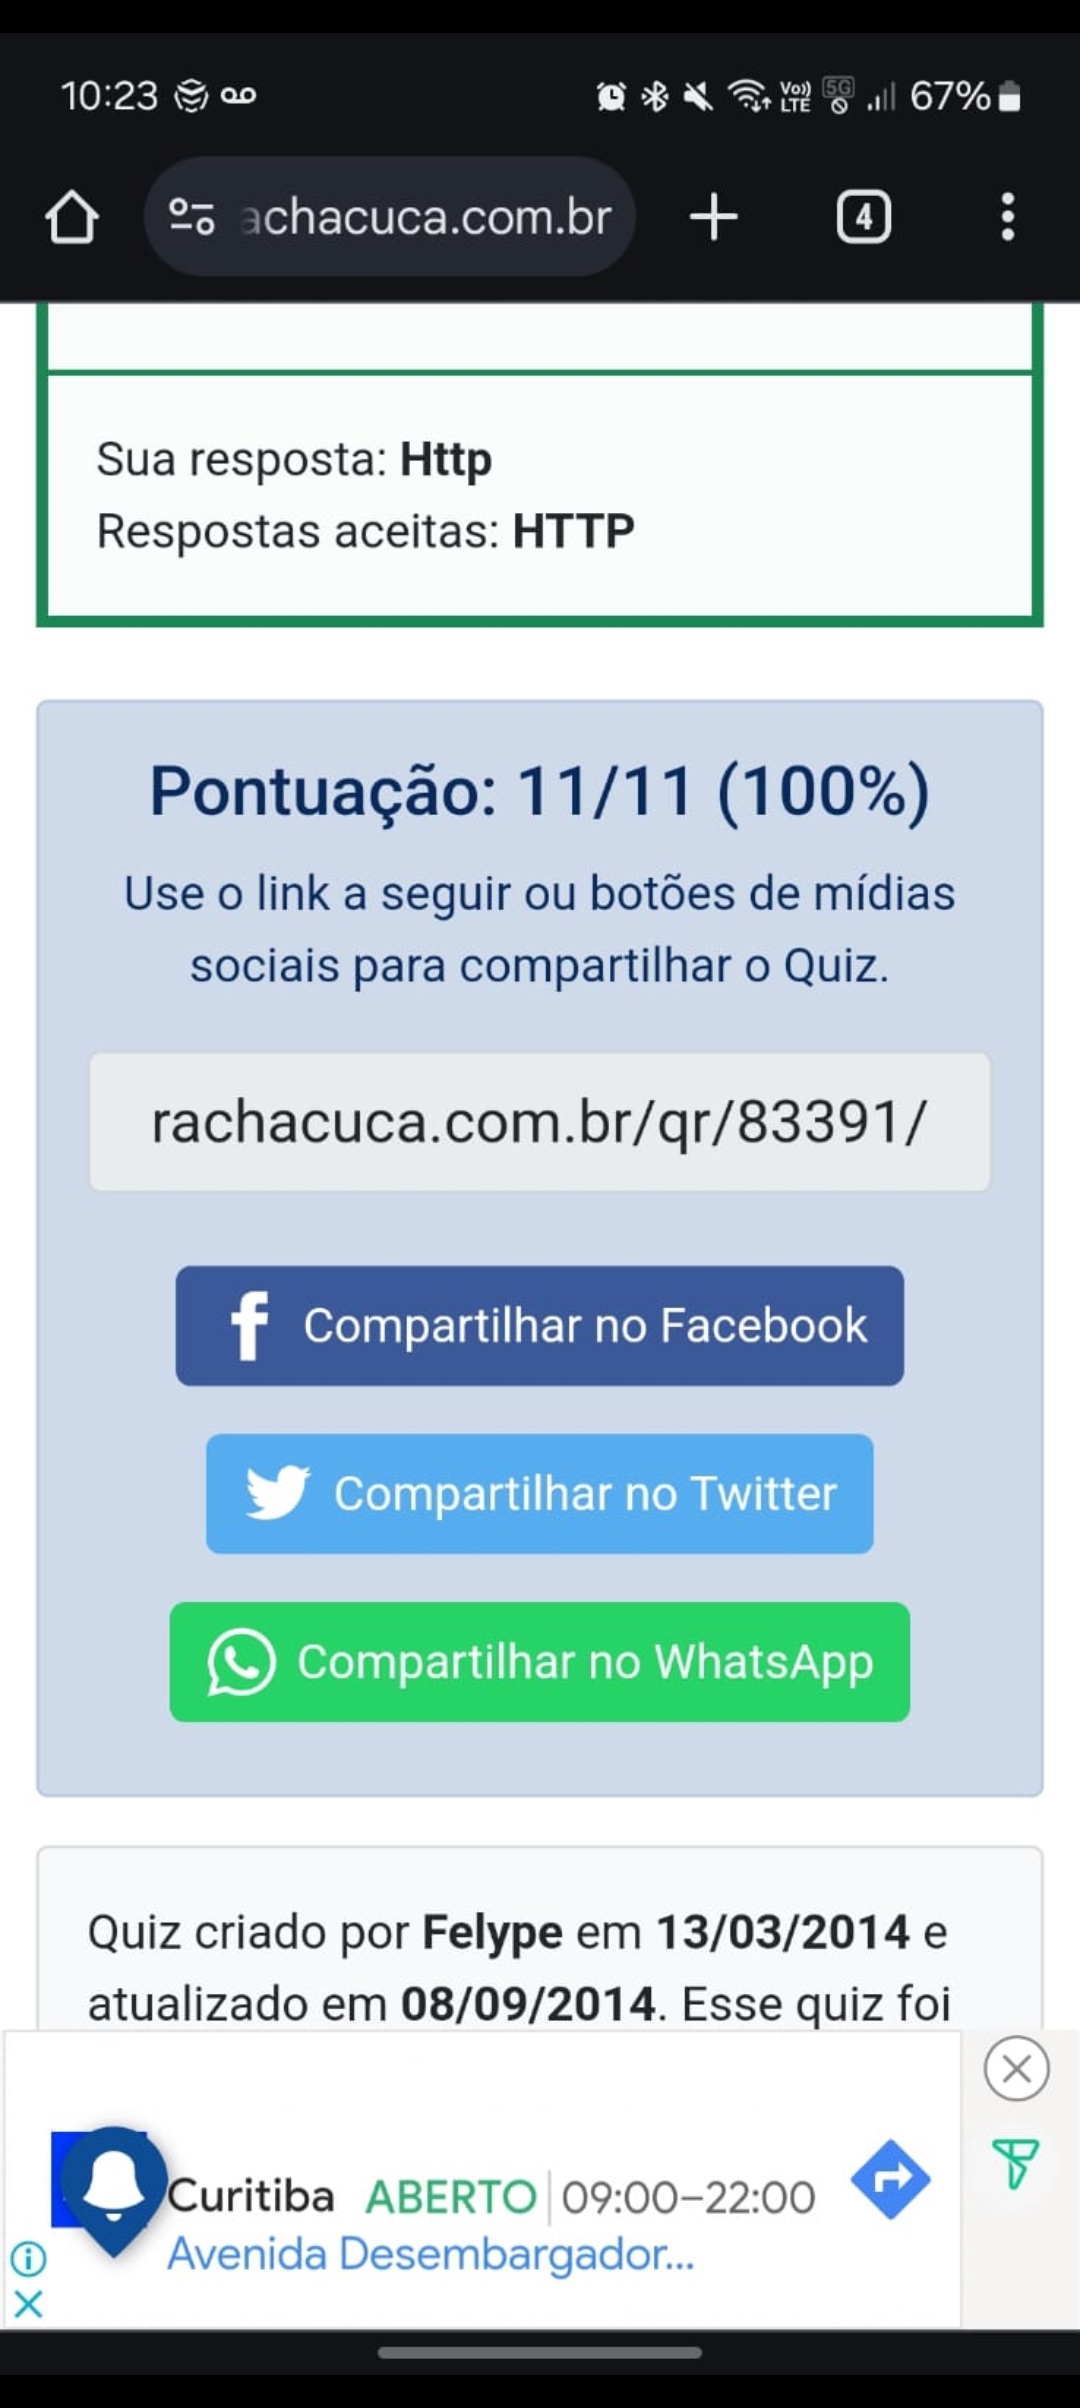 10:23
Vo)) LTE 5G 67%
achacuca.com.br
4
Sua resposta: Http
Respostas aceitas: HTTP
Pontuação: 11/11 (100%)
Use o link a seguir ou botões de mídias
sociais para compartilhar o Quiz.
rachacuca.com.br/qr/83391/
Compartilhar no Facebook
Compartilhar no Twitter
Compartilhar no WhatsApp
Quiz criado por Felype em 13/03/2014 e
atualizado em 08/09/2014. Esse quiz foi
Curitiba ABERTO 09:00–22:00
Avenida Desembargador...